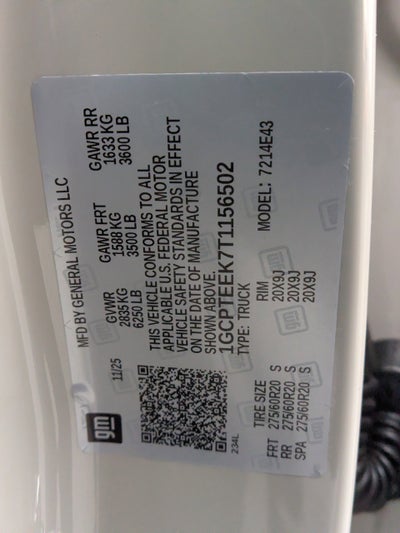 gm
MFD BY GENERAL MOTORS LLC
11/25
GVWR
2835 KG
6250 LB
GAWR FRT
1588 KG
3500 LB
GAWR RR
1633 KG
3600 LB
THIS VEHICLE CONFORMS TO ALL
APPLICABLE U.S. FEDERAL MOTOR
VEHICLE SAFETY STANDARDS IN EFFECT
ON THE DATE OF MANUFACTURE
SHOWN ABOVE.
1GCPTEEK7T1156502
TYPE: TRUCK
MODEL: 7214E43
234L
TIRE SIZE RIM
FRT 275/60R20 S 20X9J
RR 275/60R20 S 20X9J
SPA 275/60R20 S 20X9J